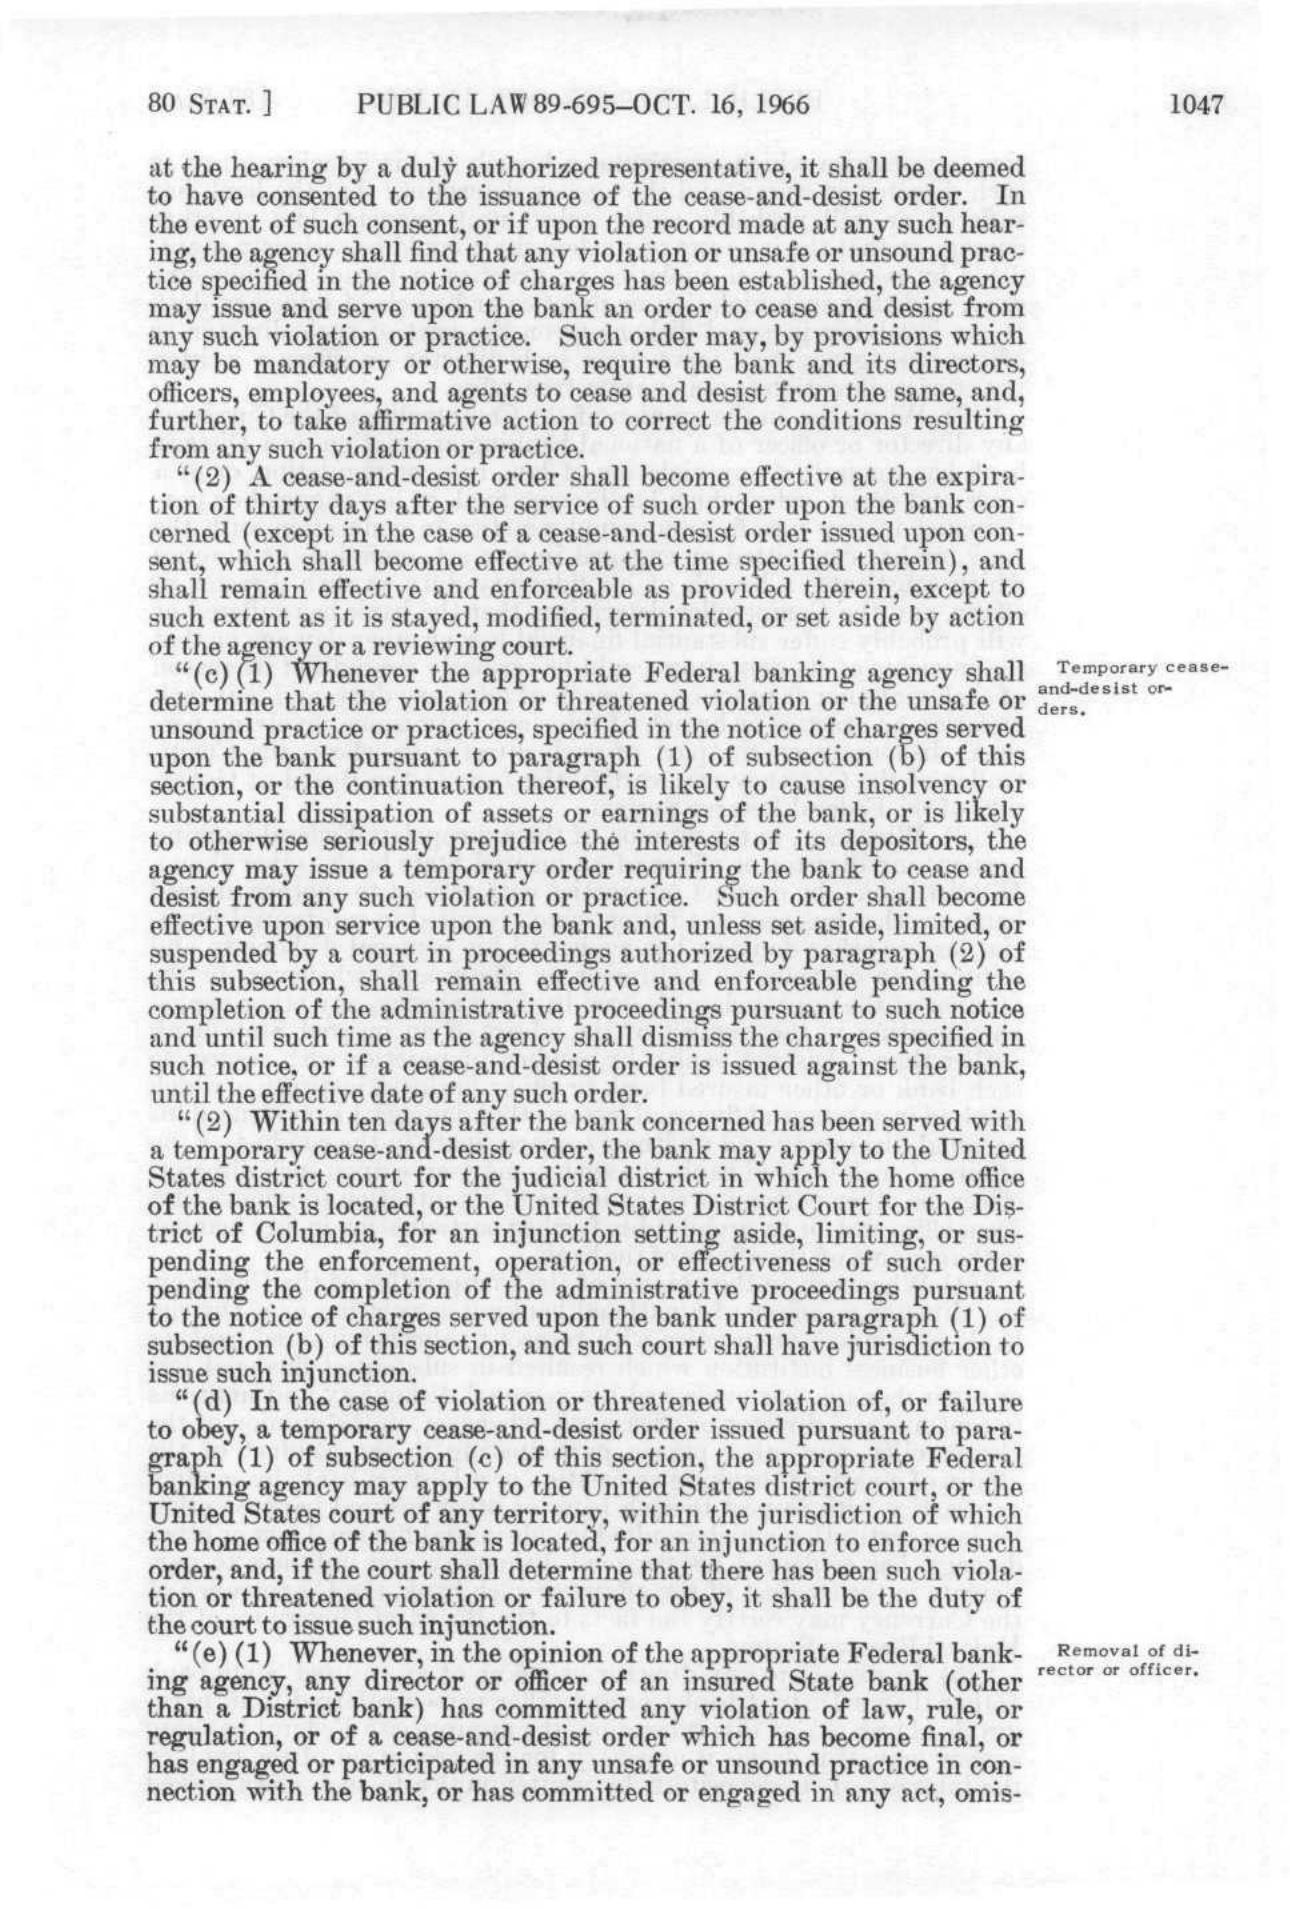 80 STAT. ] PUBLIC LAW 89-695–OCT. 16, 1966 1047
at the hearing by a duly authorized representative, it shall be deemed
to have consented to the issuance of the cease-and-desist order. In
the event of such consent, or if upon the record made at any such hear-
ing, the agency shall find that any violation or unsafe or unsound prac-
tice specified in the notice of charges has been established, the agency
may issue and serve upon the bank an order to cease and desist from
any such violation or practice. Such order may, by provisions which
may be mandatory or otherwise, require the bank and its directors,
officers, employees, and agents to cease and desist from the same, and,
further, to take affirmative action to correct the conditions resulting
from any such violation or practice.
“(2) A cease-and-desist order shall become effective at the expira-
tion of thirty days after the service of such order upon the bank con-
cerned (except in the case of a cease-and-desist order issued upon con-
sent, which shall become effective at the time specified therein), and
shall remain effective and enforceable as provided therein, except to
such extent as it is stayed, modified, terminated, or set aside by action
of the agency or a reviewing court.
“(c) (1) Whenever the appropriate Federal banking agency shall
determine that the violation or threatened violation or the unsafe or
unsound practice or practices, specified in the notice of charges served
upon the bank pursuant to paragraph (1) of subsection (b) of this
section, or the continuation thereof, is likely to cause insolvency or
substantial dissipation of assets or earnings of the bank, or is likely
to otherwise seriously prejudice the interests of its depositors, the
agency may issue a temporary order requiring the bank to cease and
desist from any such violation or practice. Such order shall become
effective upon service upon the bank and, unless set aside, limited, or
suspended by a court in proceedings authorized by paragraph (2) of
this subsection, shall remain effective and enforceable pending the
completion of the administrative proceedings pursuant to such notice
and until such time as the agency shall dismiss the charges specified in
such notice, or if a cease-and-desist order is issued against the bank,
until the effective date of any such order.
“(2) Within ten days after the bank concerned has been served with
a temporary cease-and-desist order, the bank may apply to the United
States district court for the judicial district in which the home office
of the bank is located, or the United States District Court for the Dis-
trict of Columbia, for an injunction setting aside, limiting, or sus-
pending the enforcement, operation, or effectiveness of such order
pending the completion of the administrative proceedings pursuant
to the notice of charges served upon the bank under paragraph (1) of
subsection (b) of this section, and such court shall have jurisdiction to
issue such injunction.
“(d) In the case of violation or threatened violation of, or failure
to obey, a temporary cease-and-desist order issued pursuant to para-
graph (1) of subsection (c) of this section, the appropriate Federal
banking agency may apply to the United States district court, or the
United States court of any territory, within the jurisdiction of which
the home office of the bank is located, for an injunction to enforce such
order, and, if the court shall determine that there has been such viola-
tion or threatened violation or failure to obey, it shall be the duty of
the court to issue such injunction.
“(e) (1) Whenever, in the opinion of the appropriate Federal bank-
ing agency, any director or officer of an insured State bank (other
than a District bank) has committed any violation of law, rule, or
regulation, or of a cease-and-desist order which has become final, or
has engaged or participated in any unsafe or unsound practice in con-
nection with the bank, or has committed or engaged in any act, omis-
Temporary cease-
and-desist or-
ders.
Removal of di-
rector or officer.